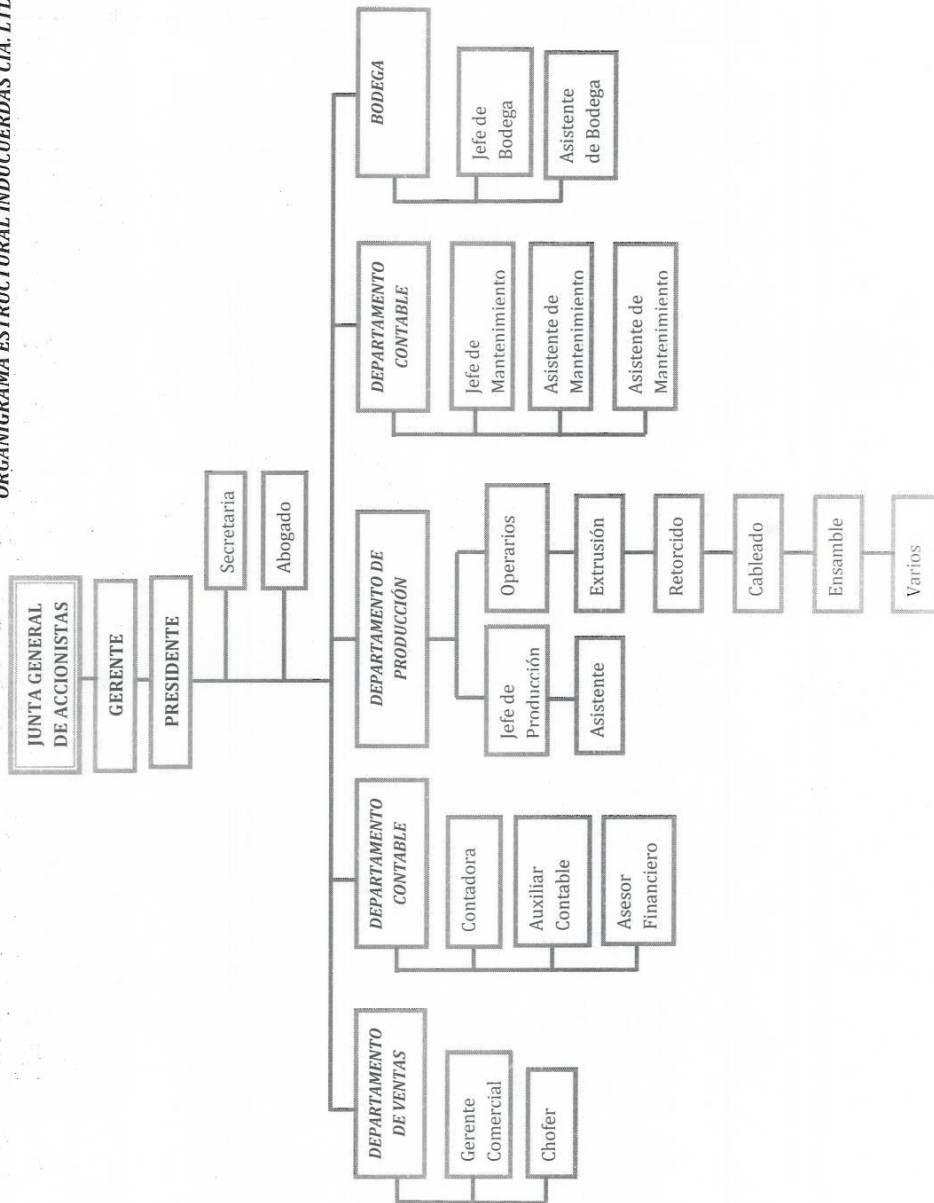 ORGANIGRAMA ESTRUCTURAL INDUCUERDAS CIA. LTD
JUNTA GENERAL
DE ACCIONISTAS
GERENTE
PRESIDENTE
Secretaria
Abogado
DEPARTAMENTO
DE VENTAS
Gerente
Comercial
Chofer
DEPARTAMENTO
CONTABLE
Contadora
Auxiliar
Contable
Asesor
Financiero
DEPARTAMENTO DE
PRODUCCIÓN
Jefe de
Producción
Asistente
Operarios
Extrusión
Retorcido
Cableado
Ensamble
Varios
DEPARTAMENTO
CONTABLE
Jefe de
Mantenimiento
Asistente de
Mantenimiento
Asistente de
Mantenimiento
BODEGA
Jefe de
Bodega
Asistente
de Bodega